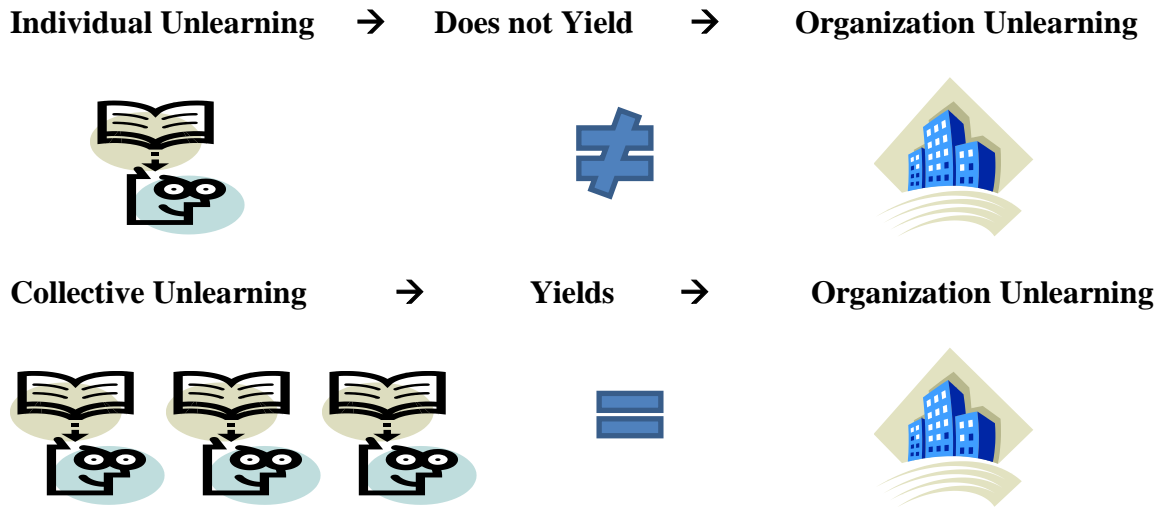 Individual Unlearning → Does not Yield → Organization Unlearning
Collective Unlearning → Yields → Organization Unlearning